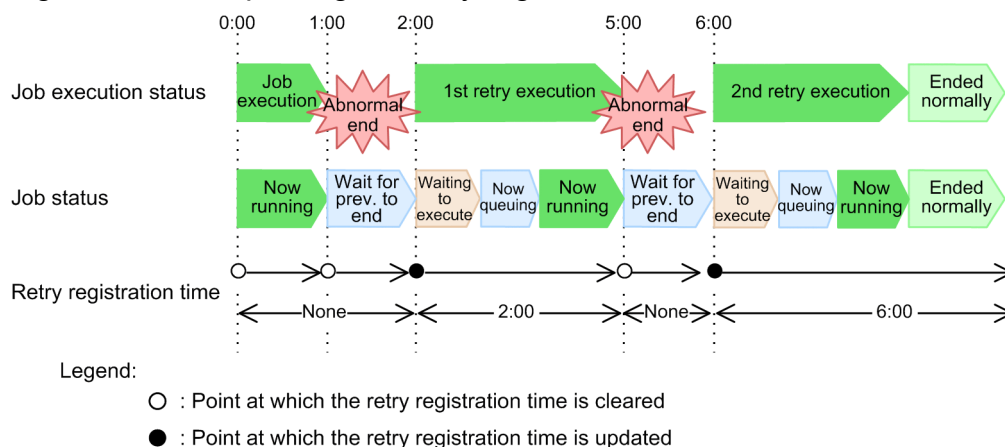 0:00 1:00 2:00 5:00 6:00
Job execution status
Job
execution
Abnormal
end
1st retry execution
Abnormal
end
2nd retry execution
Ended
normally
Job status
Now
running
Wait for
prev. to
end
Waiting
to
execute
Now
queuing
Now
running
Wait for
prev. to
end
Waiting
to
execute
Now
queuing
Now
running
Ended
normally
Retry registration time
None 2:00 None 6:00
Legend:
: Point at which the retry registration time is cleared
: Point at which the retry registration time is updated